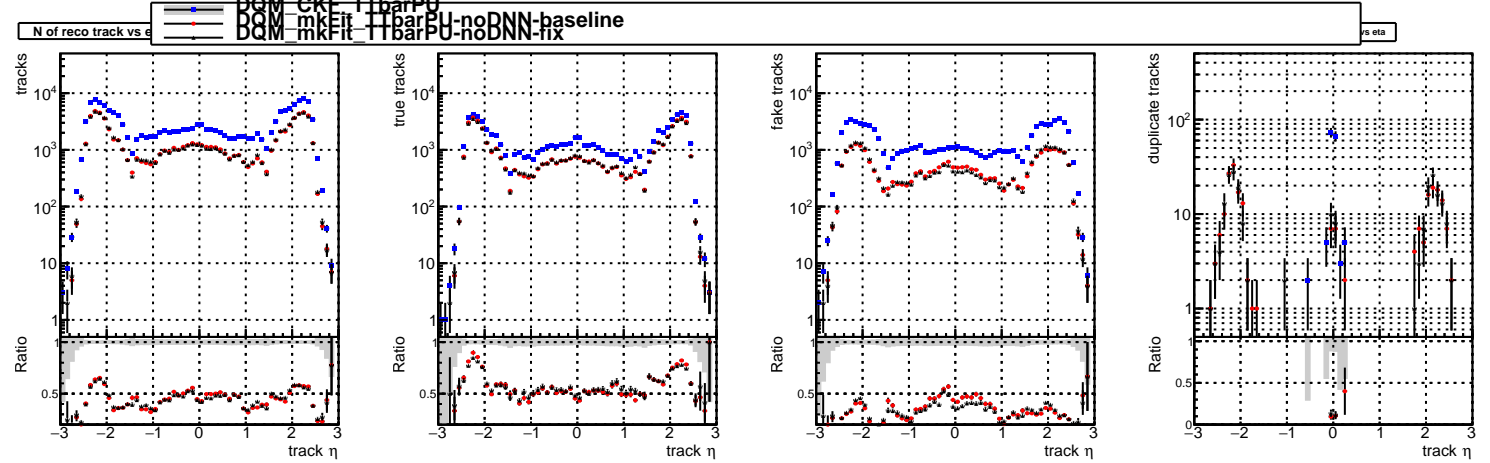 DQM_CKF_TTbarPU
DQM_mkFit_TTbarPU-noDNN-baseline
DQM_mkFit_TTbarPU-noDNN-fix
N of reco track vs e
vs eta
tracks
10⁴
10³
10²
10
1
Ratio
1
0.5
−3 −2 −1 0 1 2 3
track η
true tracks
10⁴
10³
10²
10
1
Ratio
1
0.5
−3 −2 −1 0 1 2 3
track η
fake tracks
10⁴
10³
10²
10
1
Ratio
1
0.5
−3 −2 −1 0 1 2 3
track η
duplicate tracks
10²
10
1
Ratio
1
0.5
0
−3 −2 −1 0 1 2 3
track η